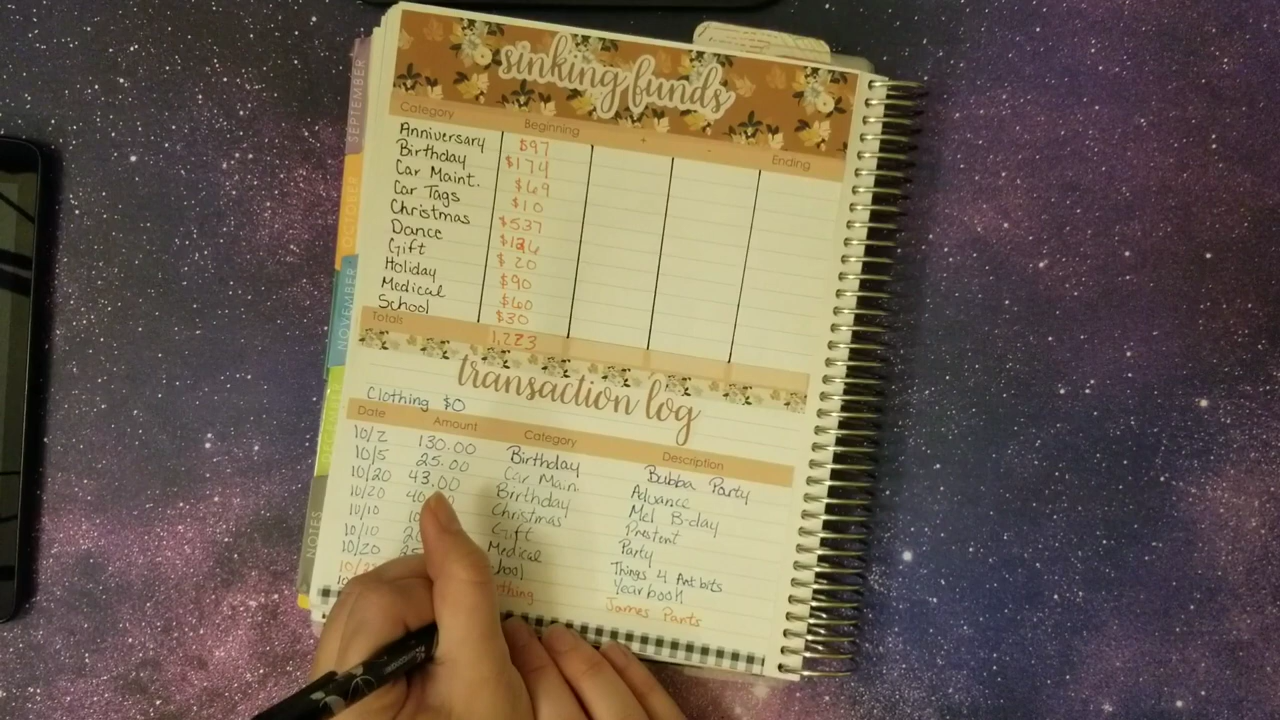 sinking funds
Category Beginning + - Ending
Anniversary $97
Birthday $174
Car Maint. $69
Car Tags $10
Christmas $537
Dance
Gift $20
Holiday $90
Medical $60
School $30
Totals 1,223
transaction log
Clothing $0
Date Amount Category Description
10/2 130.00 Birthday Bubba Party
10/5 25.00 Car Main. Advance
10/20 43.00 Birthday Mel B-day
10/20 Christmas Present
10/10 Gift Party
10/10 Medical Things 4 Antbits
10/20 School Yearbook
James Pants
SEPTEMBER
OCTOBER
NOVEMBER
DECEMBER
NOTES